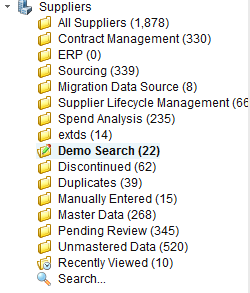 Suppliers
All Suppliers (1,878)
Contract Management (330)
ERP (0)
Sourcing (339)
Migration Data Source (8)
Supplier Lifecycle Management (66
Spend Analysis (235)
extds (14)
Demo Search (22)
Discontinued (62)
Duplicates (39)
Manually Entered (15)
Master Data (268)
Pending Review (345)
Unmastered Data (520)
Recently Viewed (10)
Search...